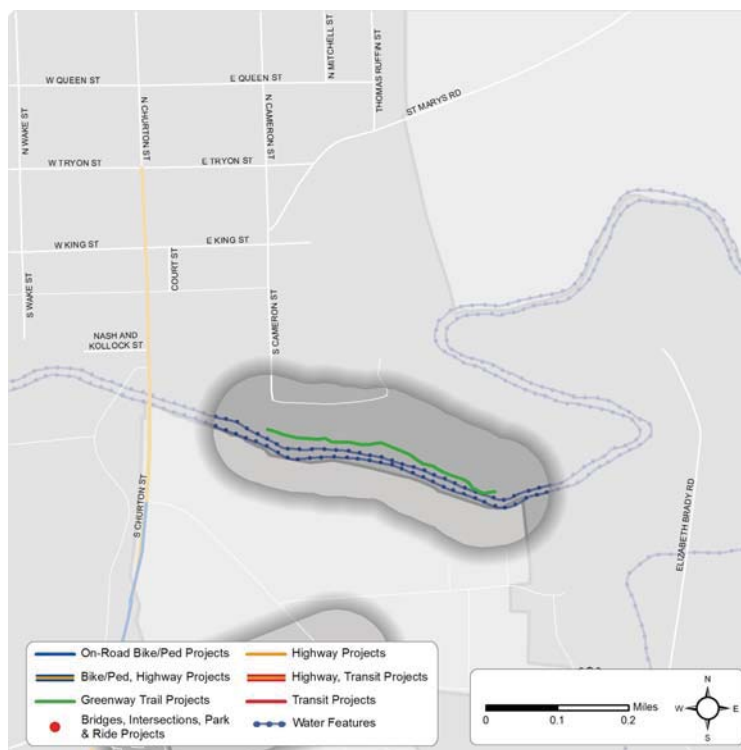 N MITCHELL ST
THOMAS RUFFIN ST
W QUEEN ST
E QUEEN ST
N WAKE ST
N CHURTON ST
N CAMERON ST
ST MARYS RD
W TRYON ST
E TRYON ST
W KING ST
E KING ST
COURT ST
S WAKE ST
S CAMERON ST
NASH AND
KOLLOCK ST
S CHURTON ST
ELIZABETH BRADY RD
On-Road Bike/Ped Projects
Highway Projects
Bike/Ped, Highway Projects
Highway, Transit Projects
Greenway Trail Projects
Transit Projects
Bridges, Intersections, Park
& Ride Projects
Water Features
Miles
0
0.1
0.2
N
W
E
S